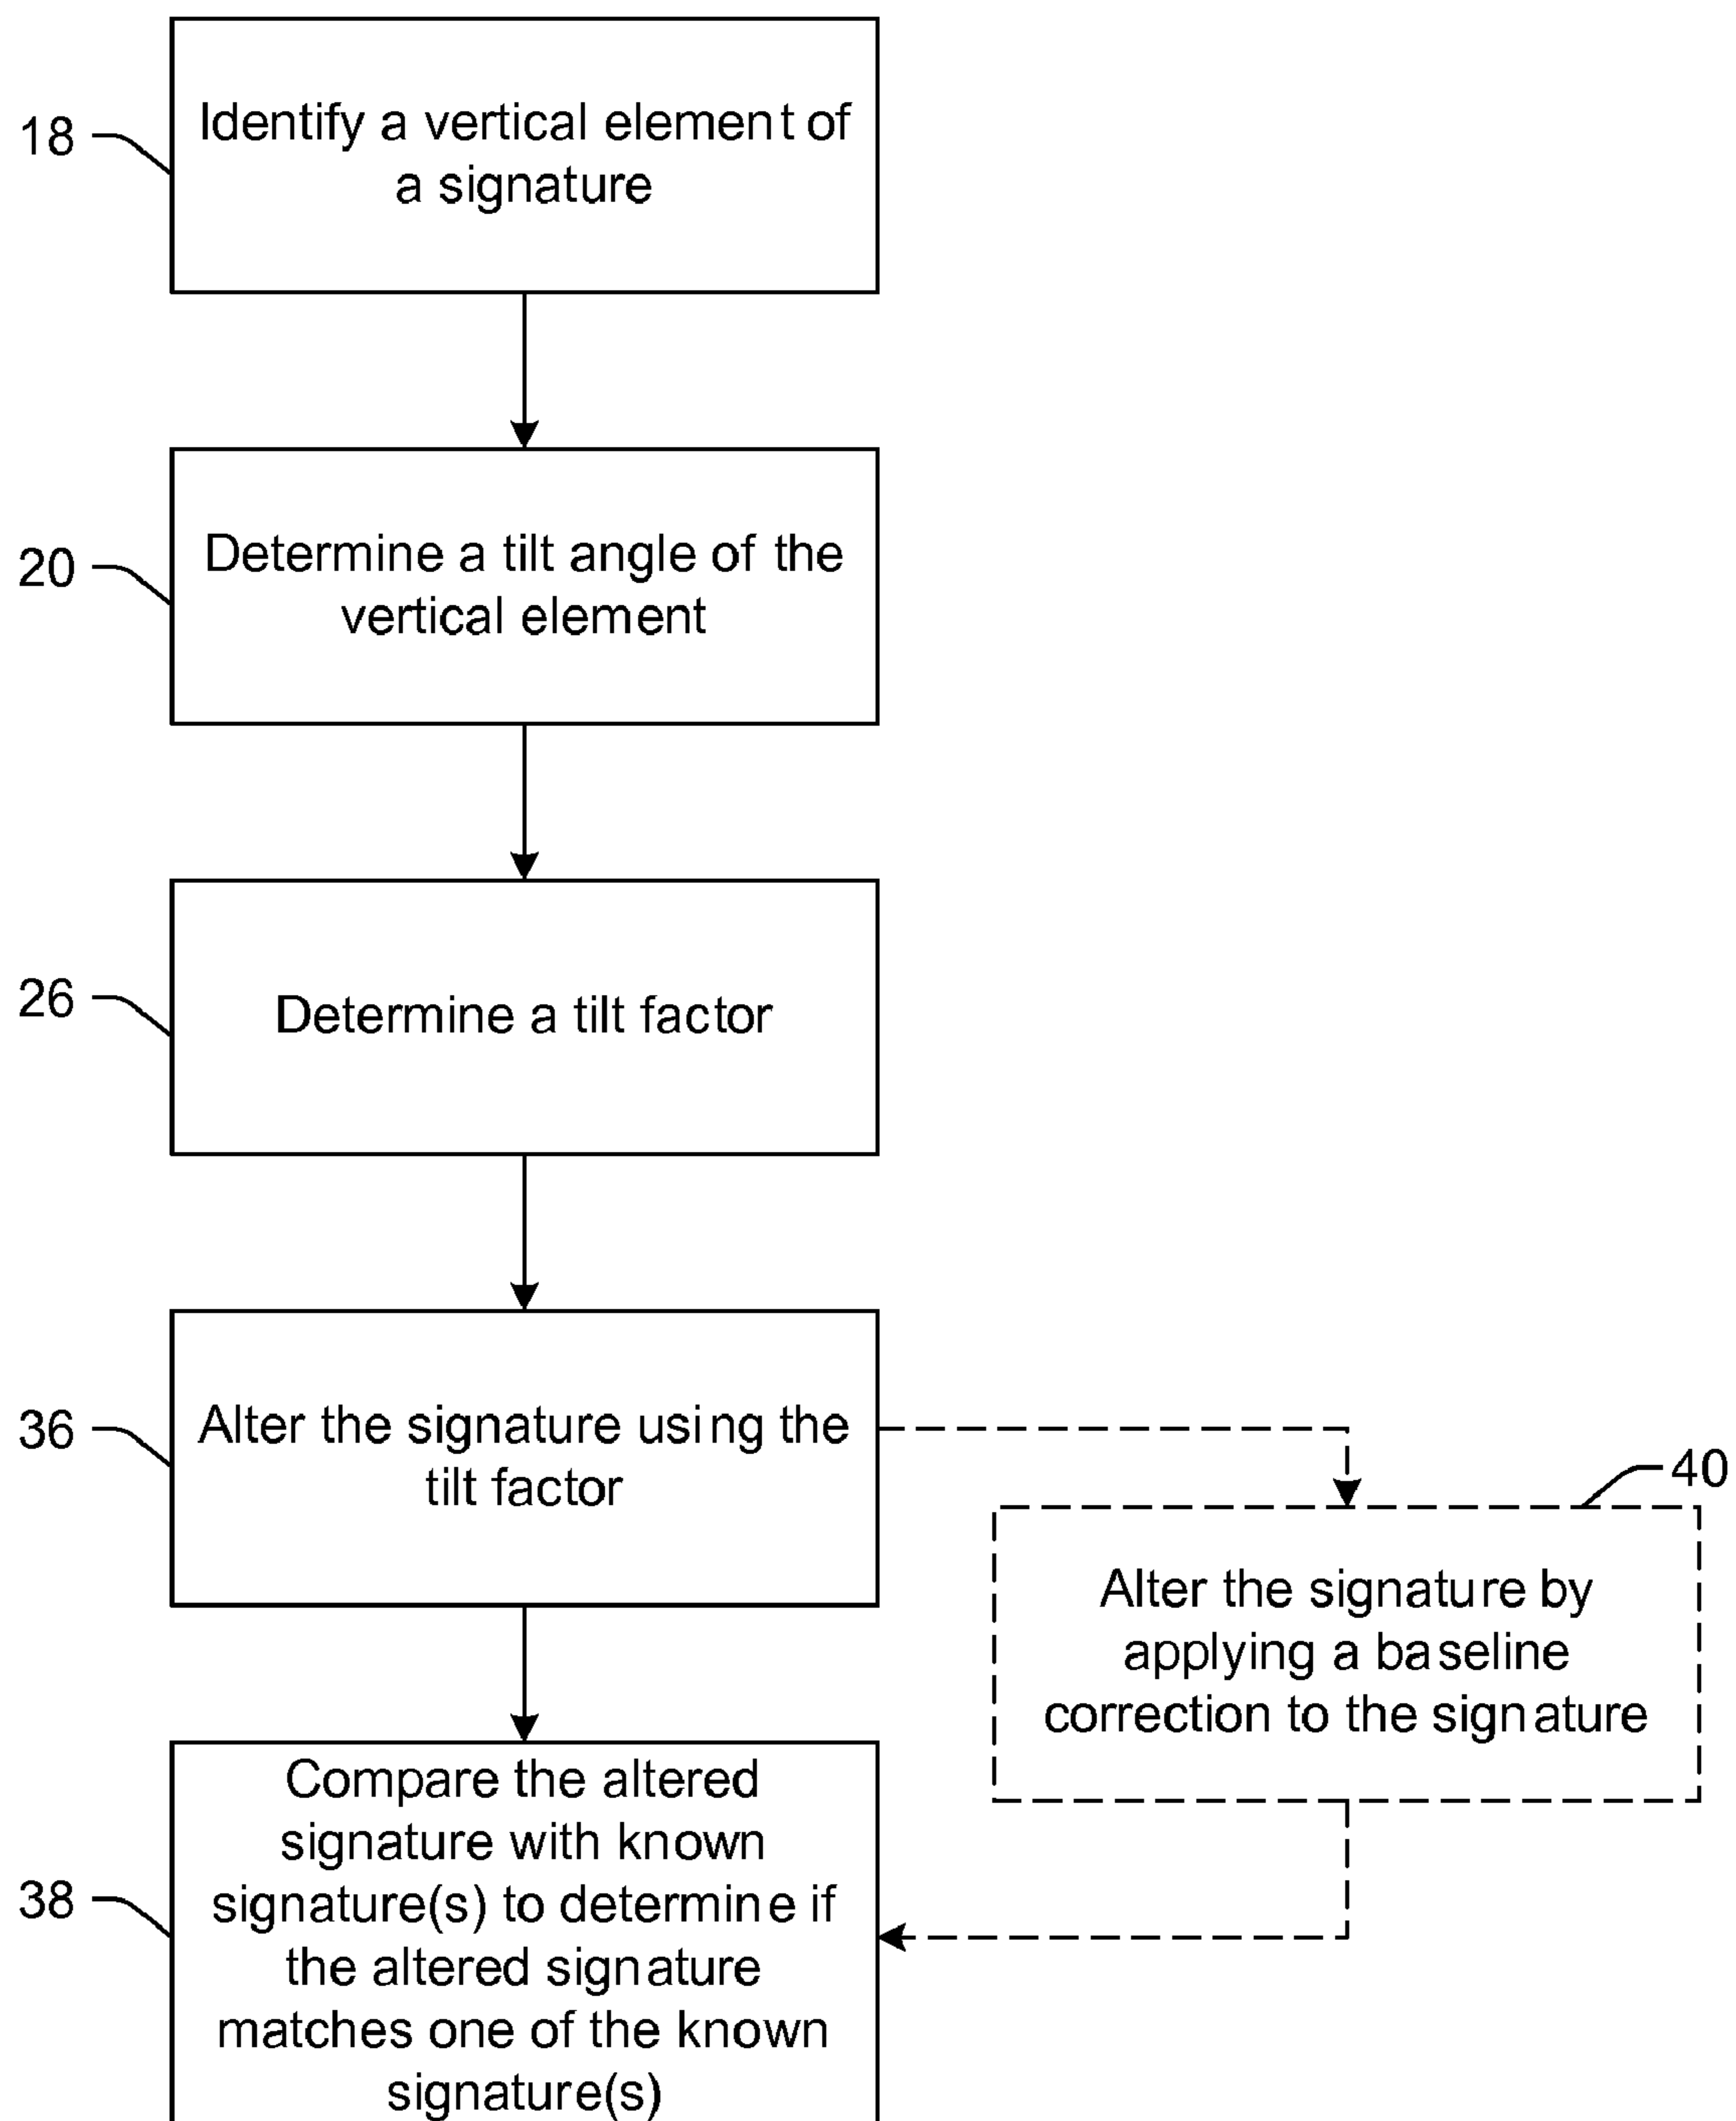 18
Identify a vertical element of
a signature
20
Determine a tilt angle of the
vertical element
26
Determine a tilt factor
36
Alter the signature using the
tilt factor
40
Alter the signature by
applying a baseline
correction to the signature
38
Compare the altered
signature with known
signature(s) to determine if
the altered signature
matches one of the known
signature(s)